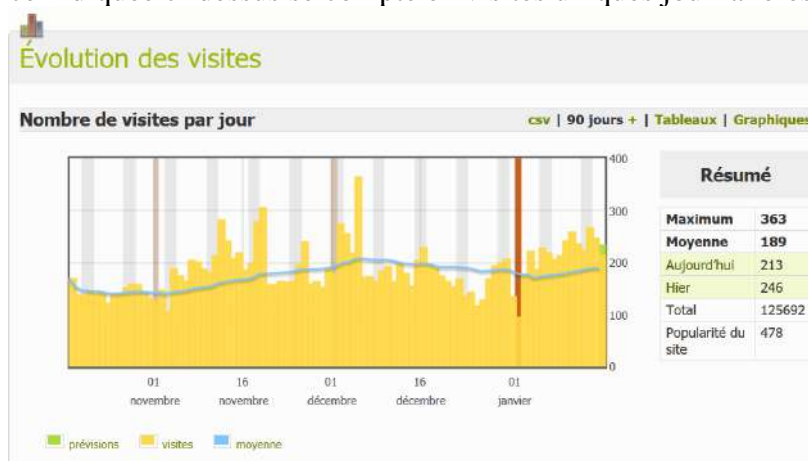 Évolution des visites
Nombre de visites par jour
csv | 90 jours + | Tableaux | Graphiques
400
300
200
100
0
01 novembre
16 novembre
01 décembre
16 décembre
01 janvier
prévisions visites moyenne
Résumé
Maximum 363
Moyenne 189
Aujourd'hui 213
Hier 246
Total 125692
Popularité du site 478